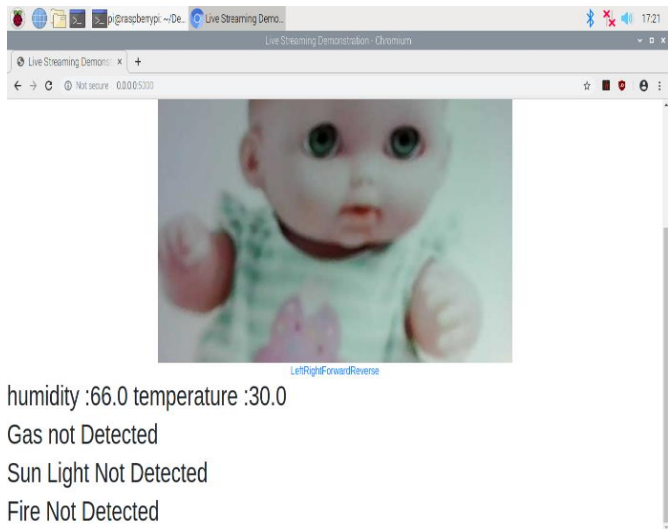 pi@raspberrypi: ~/De... Live Streaming Demo... 17:21
Live Streaming Demonstration - Chromium
Live Streaming Demons
Not secure 0.0.0.0:5000
LeftRightForwardReverse
humidity :66.0 temperature :30.0
Gas not Detected
Sun Light Not Detected
Fire Not Detected